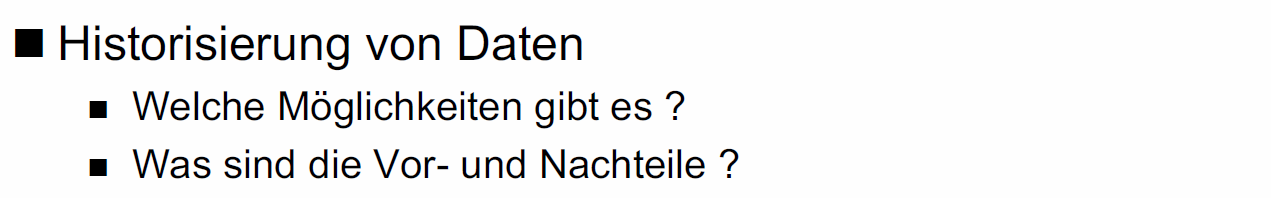 Historisierung von Daten
Welche Möglichkeiten gibt es ?
Was sind die Vor- und Nachteile ?